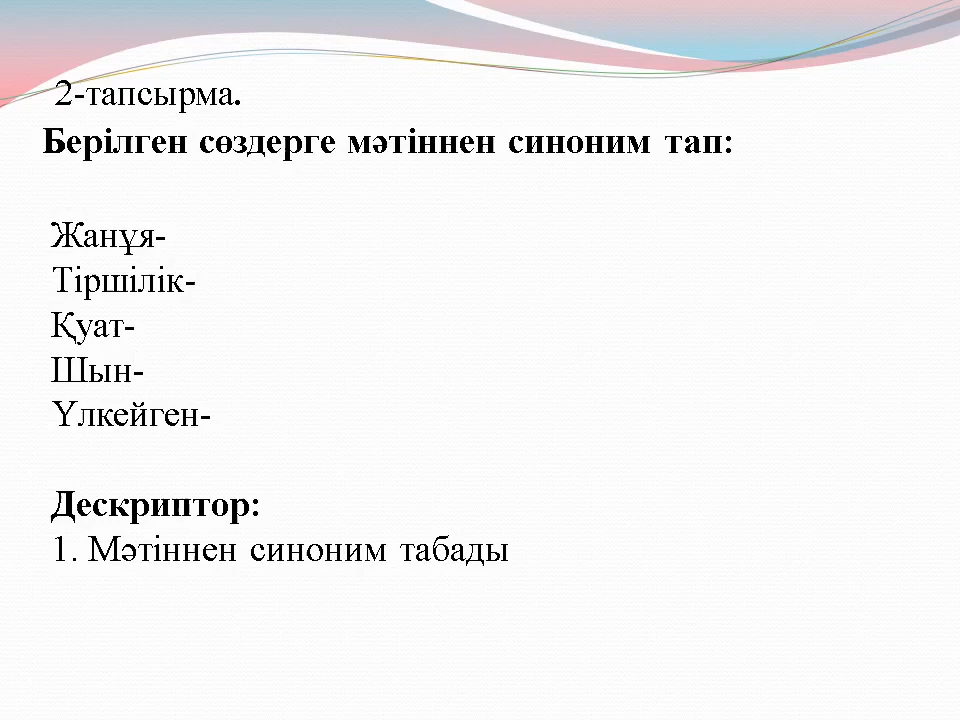 2-тапсырма.
Берілген сөздерге мәтіннен синоним тап:
Жанұя-
Тіршілік-
Қуат-
Шын-
Үлкейген-
Дескриптор:
1. Мәтіннен синоним табады